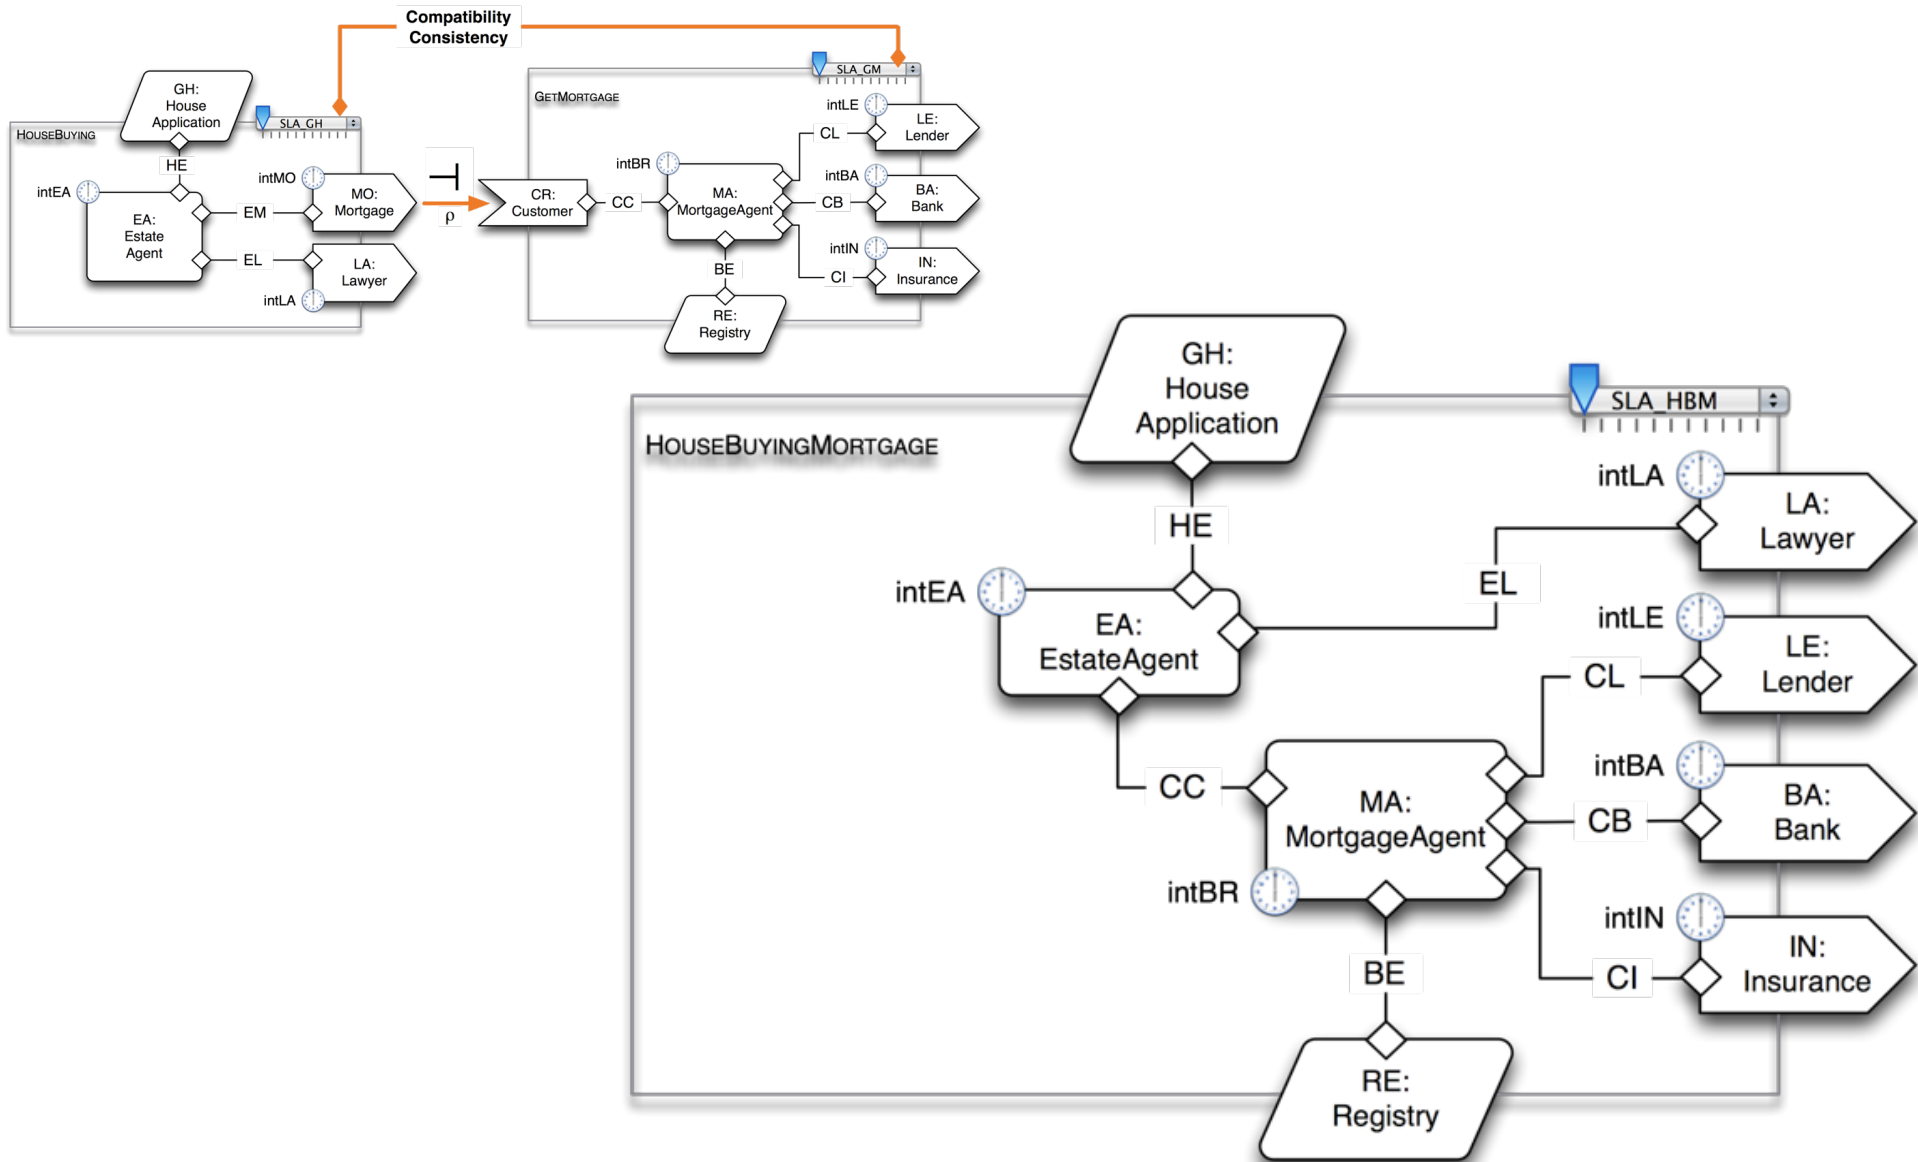 Compatibility
Consistency
GH:
House
Application
HOUSEBUYING
SLA_GH
HE
intEA
EA:
Estate
Agent
EM
EL
intMO
MO:
Mortgage
LA:
Lawyer
intLA
ρ
GETMORTGAGE
SLA_GM
CR:
Customer
CC
intBR
MA:
MortgageAgent
BE
RE:
Registry
CL
CB
CI
intLE
LE:
Lender
intBA
BA:
Bank
intIN
IN:
Insurance
HOUSEBUYINGMORTGAGE
GH:
House
Application
SLA_HBM
HE
intEA
EA:
EstateAgent
EL
intLA
LA:
Lawyer
intLE
LE:
Lender
CL
CC
MA:
MortgageAgent
intBR
CB
intBA
BA:
Bank
CI
intIN
IN:
Insurance
BE
RE:
Registry